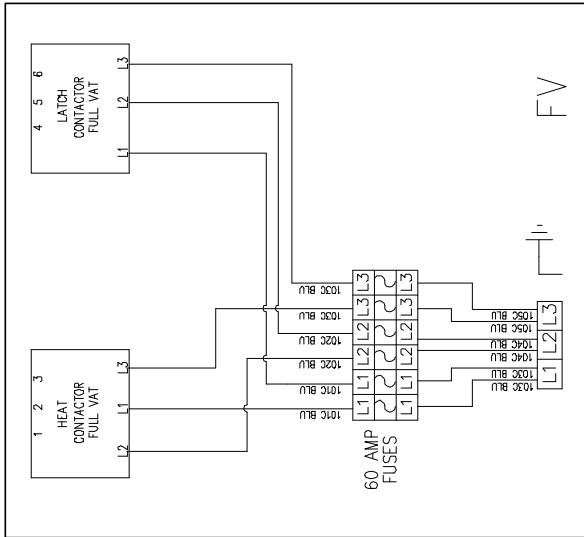 4 5 6
LATCH
CONTACTOR
FULL VAT
L1 L2 L3
1 2 3
HEAT
CONTACTOR
FULL VAT
L2 L1 L3
103C BLU
103C BLU
102C BLU
102C BLU
101C BLU
101C BLU
L1 L1 L2 L2 L3 L3
L1 L1 L2 L2 L3 L3
60 AMP
FUSES
105C BLU
105C BLU
104C BLU
104C BLU
103C BLU
103C BLU
L1 L2 L3
FV